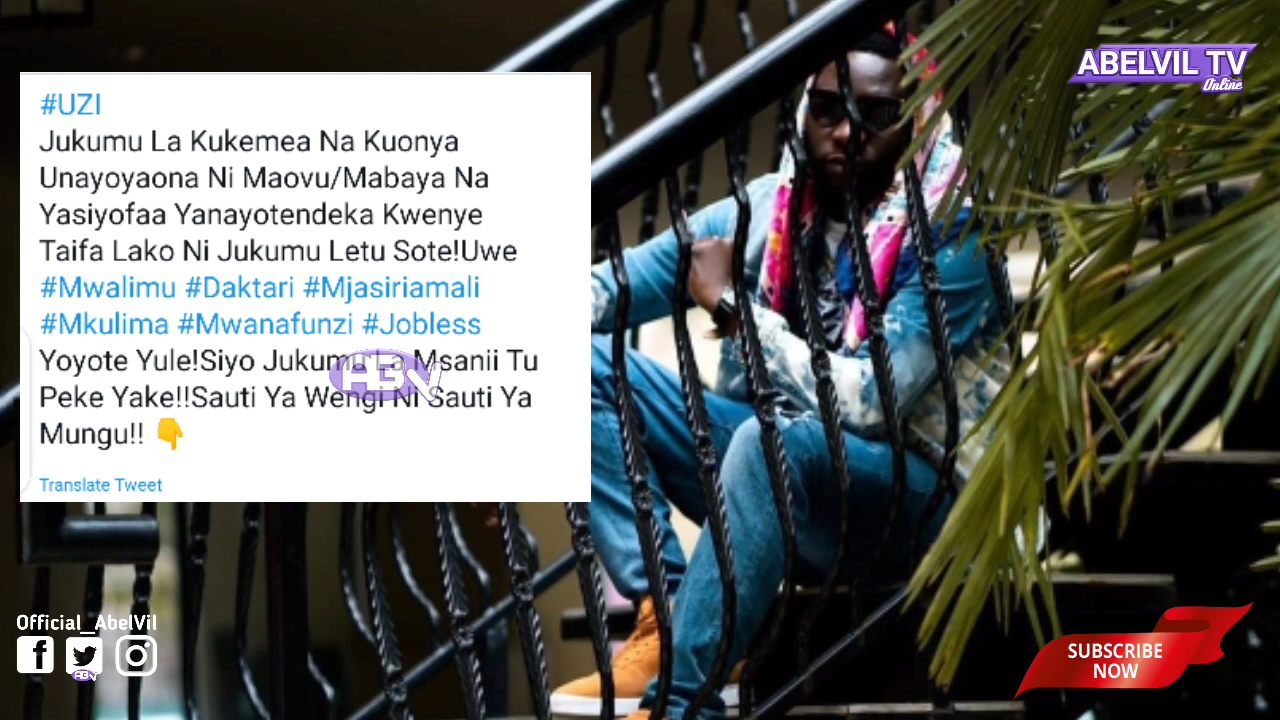 #UZI
Jukumu La Kukemea Na Kuonya
Unayoyaona Ni Maovu/Mabaya Na
Yasiyofaa Yanayotendeka Kwenye
Taifa Lako Ni Jukumu Letu Sote!Uwe
#Mwalimu #Daktari #Mjasiriamali
#Mkulima #Mwanafunzi #Jobless
Yoyote Yule!Siyo Jukumu La Msanii Tu
Peke Yake!!Sauti Ya Wengi Ni Sauti Ya
Mungu!! 👇
Translate Tweet
ABN
ABELVIL TV
Online
Official_AbelVil
ABN
SUBSCRIBE
NOW